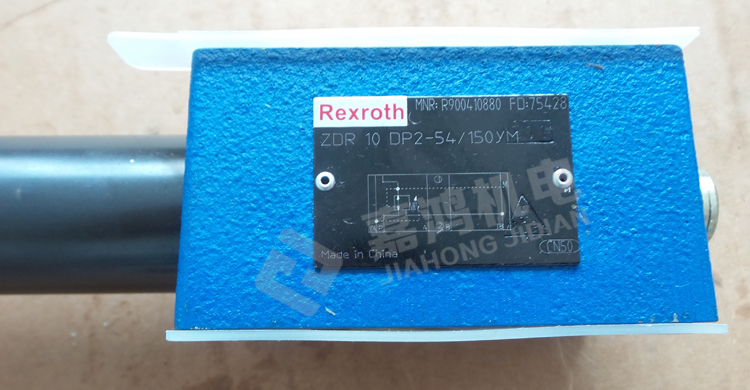 Rexroth
MNR: R900410880 FD:75428
ZDR 10 DP2-54/150YM
Made in China
CN50
嘉鸿机电
JIAHONG JIDIAN